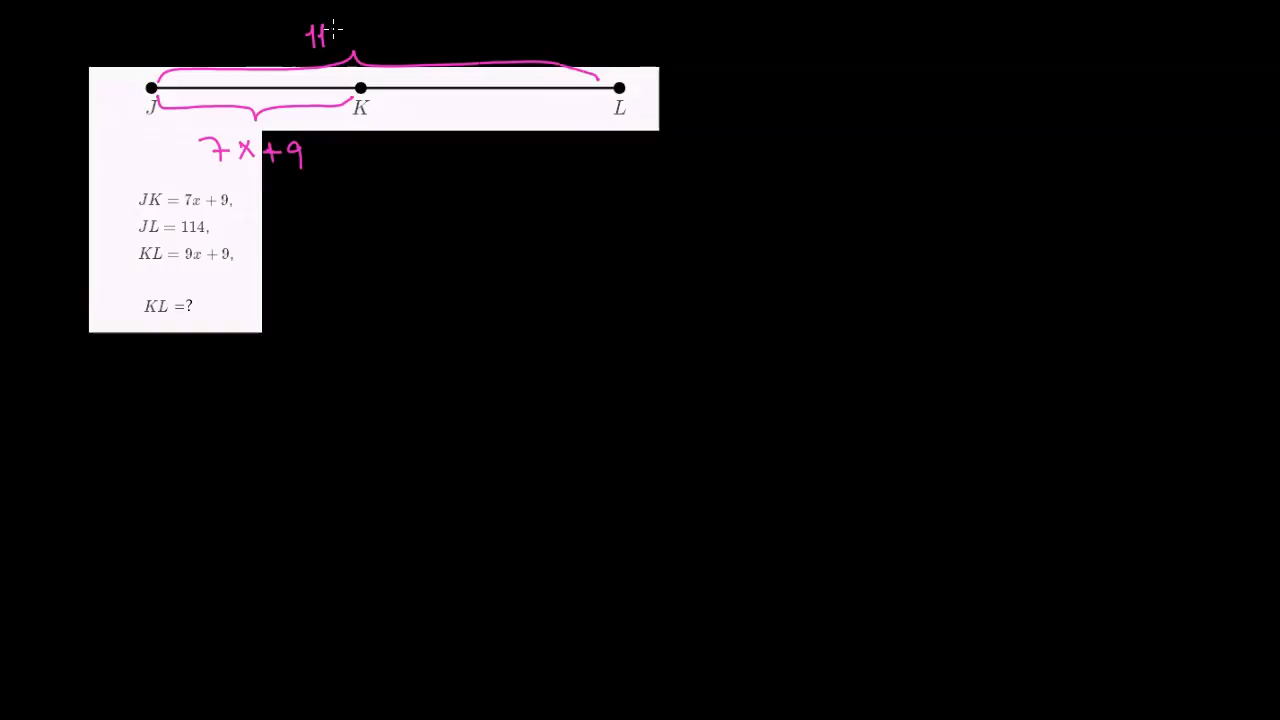 11
J K L
7x+9
JK = 7x + 9,
JL = 114,
KL = 9x + 9,
KL =?